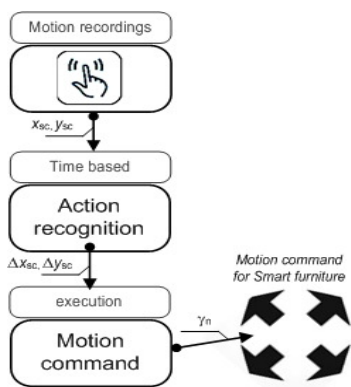 Motion recordings
xsc, ysc
Time based
Action
recognition
Δxsc, Δysc
execution
Motion
command
γn
Motion command
for Smart furniture